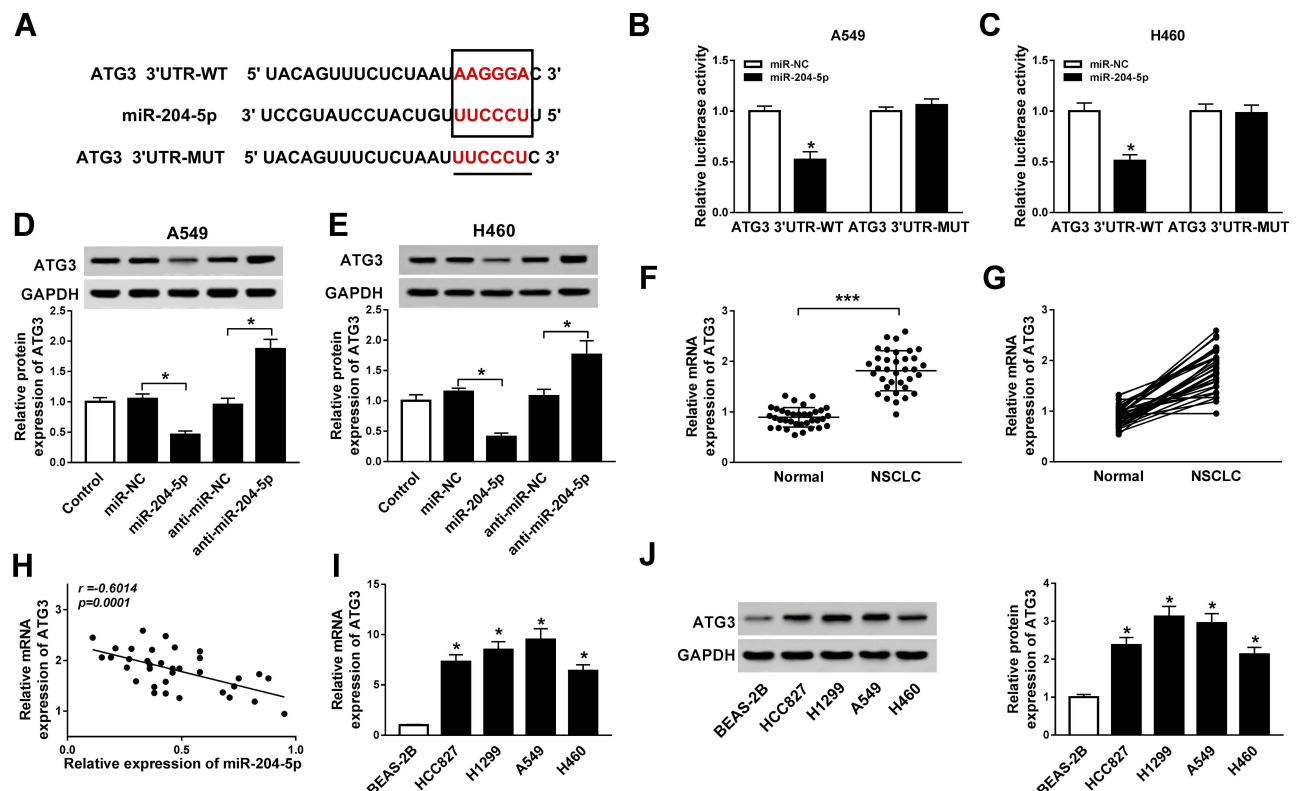 A
ATG3 3'UTR-WT 5' UACAGUUUCUCUAAUAAGGGAC 3'
miR-204-5p 3' UCCGUAUCCUACUGUUUCCCUU 5'
ATG3 3'UTR-MUT 5' UACAGUUUCUCUAAUUUCCCUC 3'
B
A549
miR-NC
miR-204-5p
Relative luciferase activity
1.5
1.0
0.5
0.0
*
ATG3 3'UTR-WT ATG3 3'UTR-MUT
C
H460
miR-NC
miR-204-5p
Relative luciferase activity
1.5
1.0
0.5
0.0
*
ATG3 3'UTR-WT ATG3 3'UTR-MUT
D
A549
ATG3
GAPDH
Relative protein
expression of ATG3
2.5
2.0
1.5
1.0
0.5
0.0
*
*
Control
miR-NC
miR-204-5p
anti-miR-NC
anti-miR-204-5p
E
H460
ATG3
GAPDH
Relative protein
expression of ATG3
2.5
2.0
1.5
1.0
0.5
0.0
*
*
Control
miR-NC
miR-204-5p
anti-miR-NC
anti-miR-204-5p
F
Relative mRNA
expression of ATG3
3
2
1
0
***
Normal NSCLC
G
Relative mRNA
expression of ATG3
3
2
1
0
Normal NSCLC
H
r =-0.6014
p=0.0001
Relative mRNA
expression of ATG3
3
2
1
0.0 0.5 1.0
Relative expression of miR-204-5p
I
Relative mRNA
expression of ATG3
15
10
5
0
*
*
*
*
BEAS-2B
HCC827
H1299
A549
H460
J
ATG3
GAPDH
BEAS-2B
HCC827
H1299
A549
H460
Relative protein
expression of ATG3
4
3
2
1
0
*
*
*
*
BEAS-2B
HCC827
H1299
A549
H460